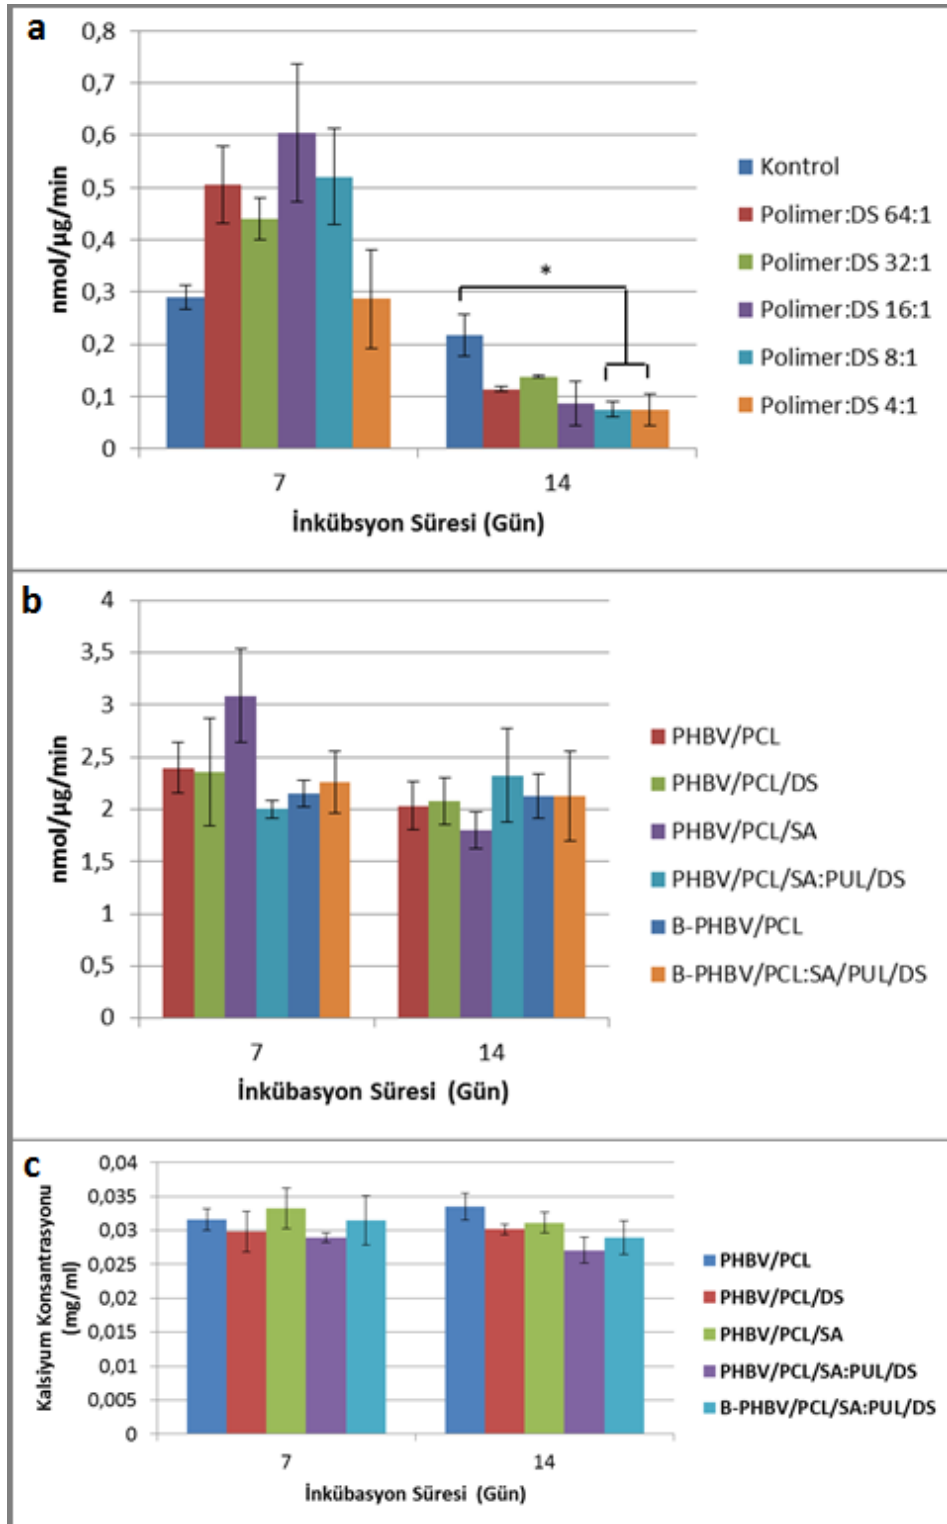 a
0,8
0,7
0,6
0,5
0,4
0,3
0,2
0,1
0
nmol/μg/min
*
7
14
İnkübsyon Süresi (Gün)
Kontrol
Polimer:DS 64:1
Polimer:DS 32:1
Polimer:DS 16:1
Polimer:DS 8:1
Polimer:DS 4:1
b
4
3,5
3
2,5
2
1,5
1
0,5
0
nmol/μg/min
7
14
İnkübasyon Süresi (Gün)
PHBV/PCL
PHBV/PCL/DS
PHBV/PCL/SA
PHBV/PCL/SA:PUL/DS
B-PHBV/PCL
B-PHBV/PCL:SA/PUL/DS
c
0,04
0,035
0,03
0,025
0,02
0,015
0,01
0,005
0
Kalsiyum Konsantrasyonu
(mg/ml)
7
14
İnkübasyon Süresi (Gün)
PHBV/PCL
PHBV/PCL/DS
PHBV/PCL/SA
PHBV/PCL/SA:PUL/DS
B-PHBV/PCL/SA:PUL/DS